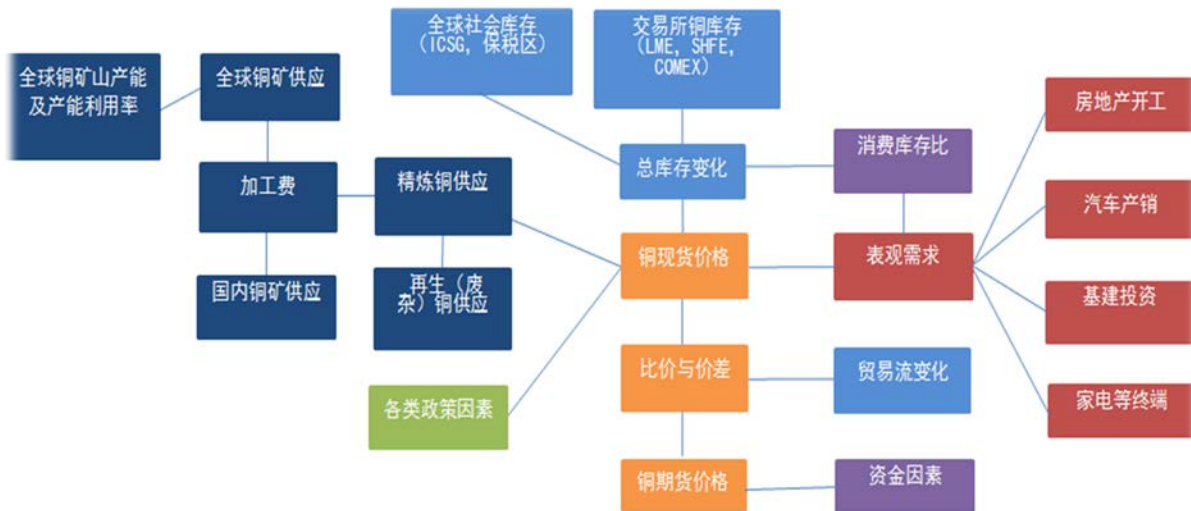 全球社会库存
（ICSG, 保税区）
交易所铜库存
（LME, SHFE,
COMEX）
全球铜矿山产能
及产能利用率
全球铜矿供应
房地产开工
总库存变化
消费库存比
加工费
精炼铜供应
汽车产销
铜现货价格
表观需求
国内铜矿供应
再生（废
杂）铜供应
基建投资
比价与价差
贸易流变化
各类政策因素
家电等终端
铜期货价格
资金因素